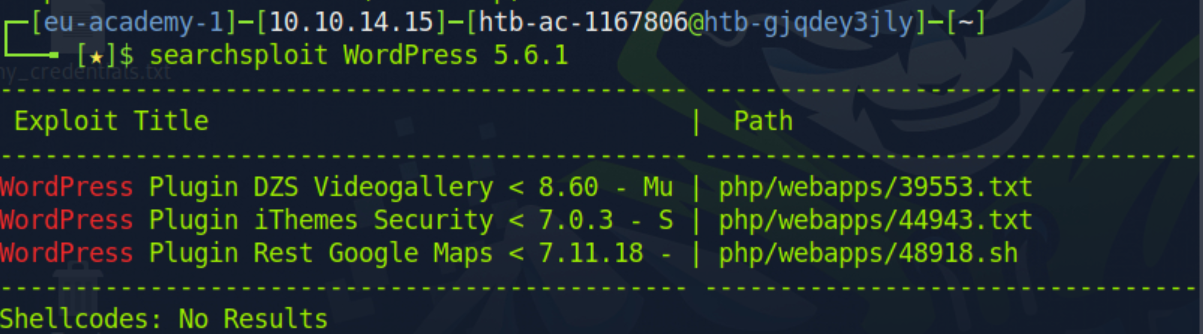 [eu-academy-1]─[10.10.14.15]─[htb-ac-1167806@htb-gjqdey3jly]─[~]
[★]$ searchsploit WordPress 5.6.1
my_credentials.txt
---------------------------------------------- ---------------------------------
Exploit Title | Path
---------------------------------------------- ---------------------------------
WordPress Plugin DZS Videogallery < 8.60 - Mu | php/webapps/39553.txt
WordPress Plugin iThemes Security < 7.0.3 - S | php/webapps/44943.txt
WordPress Plugin Rest Google Maps < 7.11.18 - | php/webapps/48918.sh
---------------------------------------------- ---------------------------------
Shellcodes: No Results